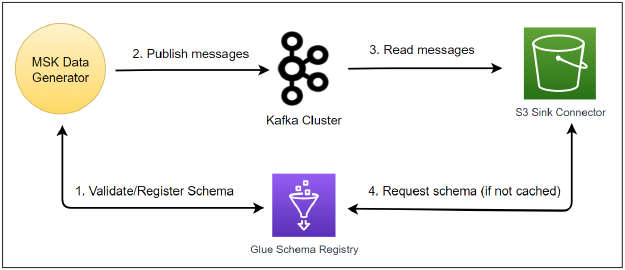 MSK Data
Generator
2. Publish messages
Kafka Cluster
3. Read messages
S3 Sink Connector
1. Validate/Register Schema
Glue Schema Registry
4. Request schema (if not cached)